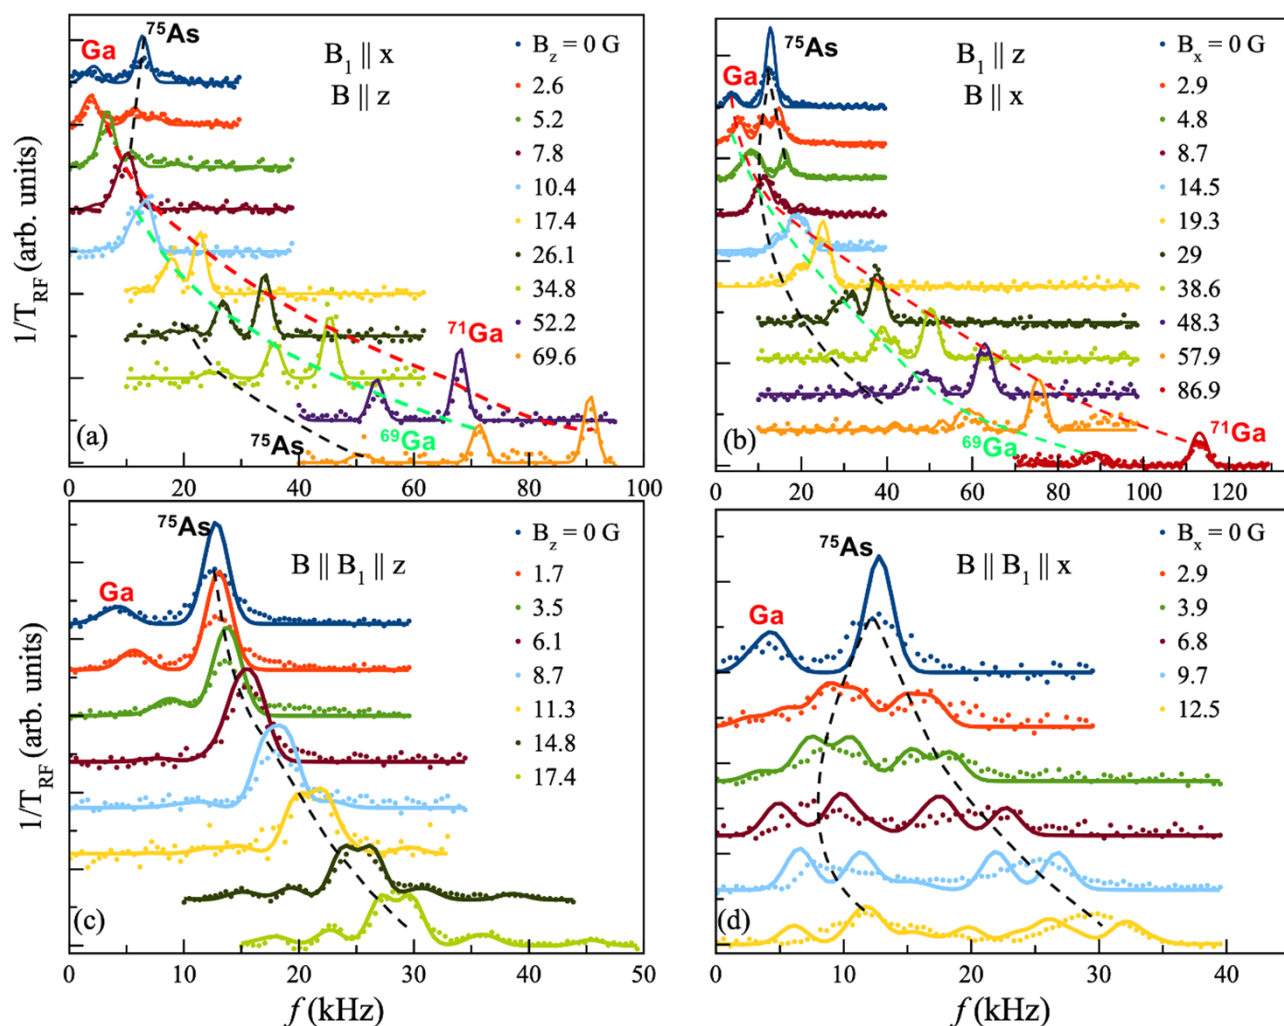 1/T_RF (arb. units)
(a)
Ga
⁷⁵As
B₁ || x
B || z
B_z = 0 G
2.6
5.2
7.8
10.4
17.4
26.1
34.8
52.2
69.6
⁷¹Ga
⁶⁹Ga
⁷⁵As
0 20 40 60 80 100
(b)
Ga
⁷⁵As
B₁ || z
B || x
B_x = 0 G
2.9
4.8
8.7
14.5
19.3
29
38.6
48.3
57.9
86.9
⁷¹Ga
⁶⁹Ga
0 20 40 60 80 100 120
1/T_RF (arb. units)
(c)
Ga
⁷⁵As
B || B₁ || z
B_z = 0 G
1.7
3.5
6.1
8.7
11.3
14.8
17.4
0 10 20 30 40 50
f (kHz)
(d)
Ga
⁷⁵As
B || B₁ || x
B_x = 0 G
2.9
3.9
6.8
9.7
12.5
0 10 20 30 40
f (kHz)